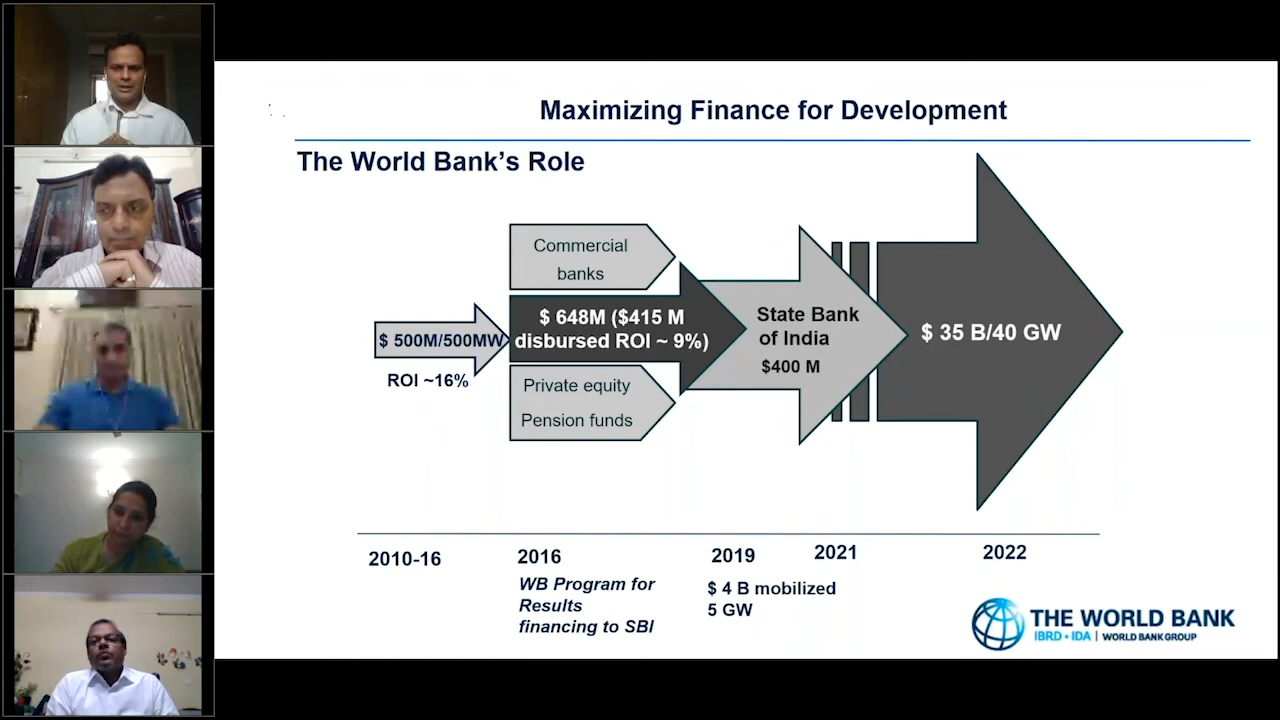 Maximizing Finance for Development
The World Bank's Role
Commercial
banks
$ 500M/500MW
ROI ~16%
$ 648M ($415 M
disbursed ROI ~ 9%)
Private equity
Pension funds
State Bank
of India
$400 M
$ 35 B/40 GW
2010-16
2016
WB Program for
Results
financing to SBI
2019
$ 4 B mobilized
5 GW
2021
2022
THE WORLD BANK
IBRD • IDA | WORLD BANK GROUP